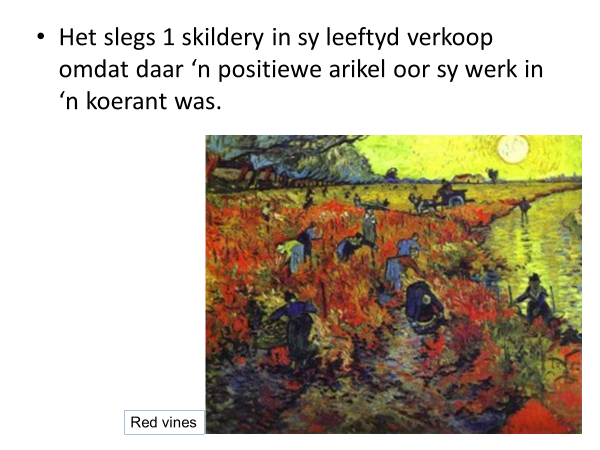 • Het slegs 1 skildery in sy leeftyd verkoop
omdat daar ‘n positiewe arikel oor sy werk in
‘n koerant was.
Red vines